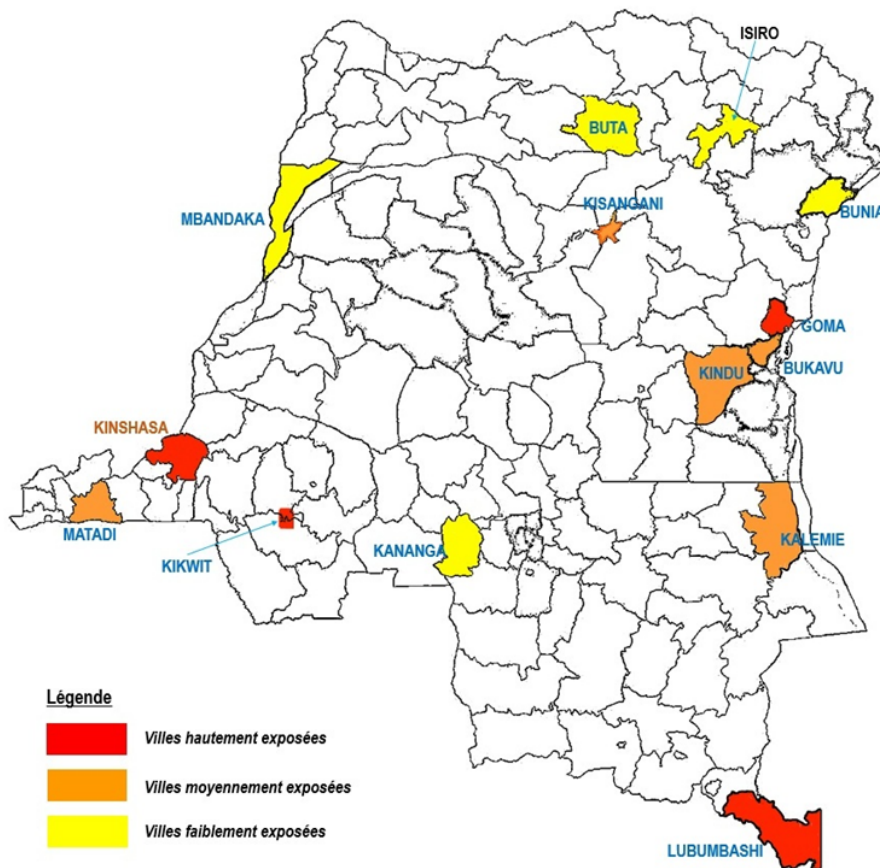 ISIRO
BUTA
MBANDAKA
KISANGANI
BUNIA
GOMA
KINDU
BUKAVU
KINSHASA
MATADI
KIKWIT
KANANGA
KALEMIE
Légende
Villes hautement exposées
Villes moyennement exposées
Villes faiblement exposées
LUBUMBASHI